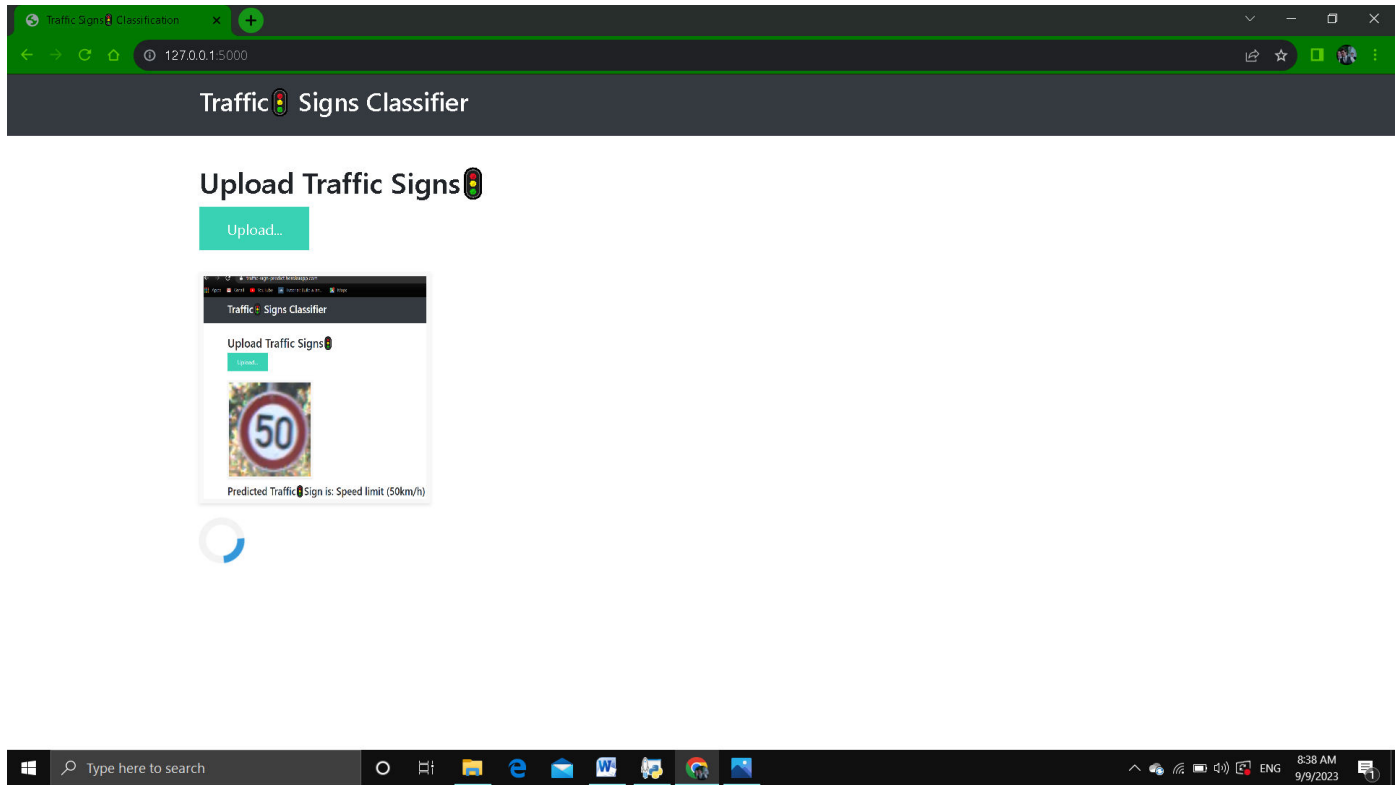 Traffic Signs🚦 Classification
127.0.0.1:5000
Traffic🚦 Signs Classifier
Upload Traffic Signs🚦
Upload...
Traffic🚦 Signs Classifier
Upload Traffic Signs🚦
Upload...
50
Predicted Traffic🚦Sign is: Speed limit (50km/h)
Type here to search
ENG
8:38 AM
9/9/2023
1